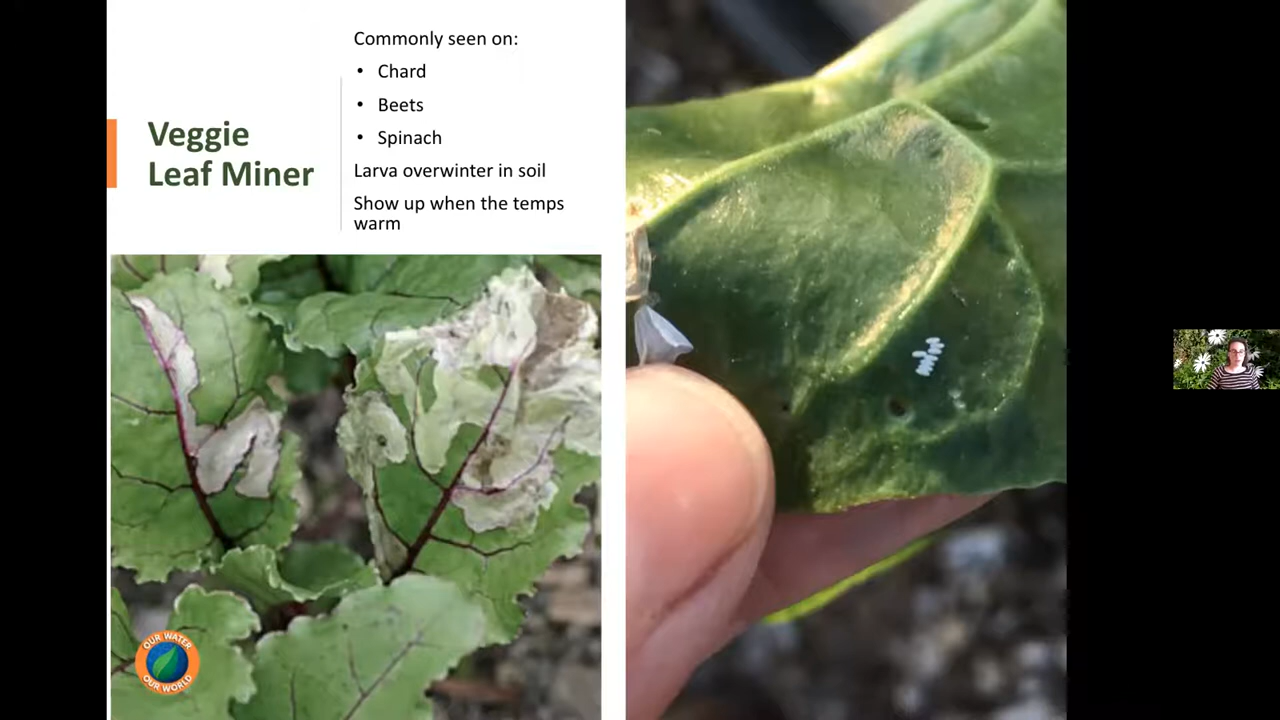 Veggie
Leaf Miner
Commonly seen on:
• Chard
• Beets
• Spinach
Larva overwinter in soil
Show up when the temps
warm
OUR WATER
OUR WORLD